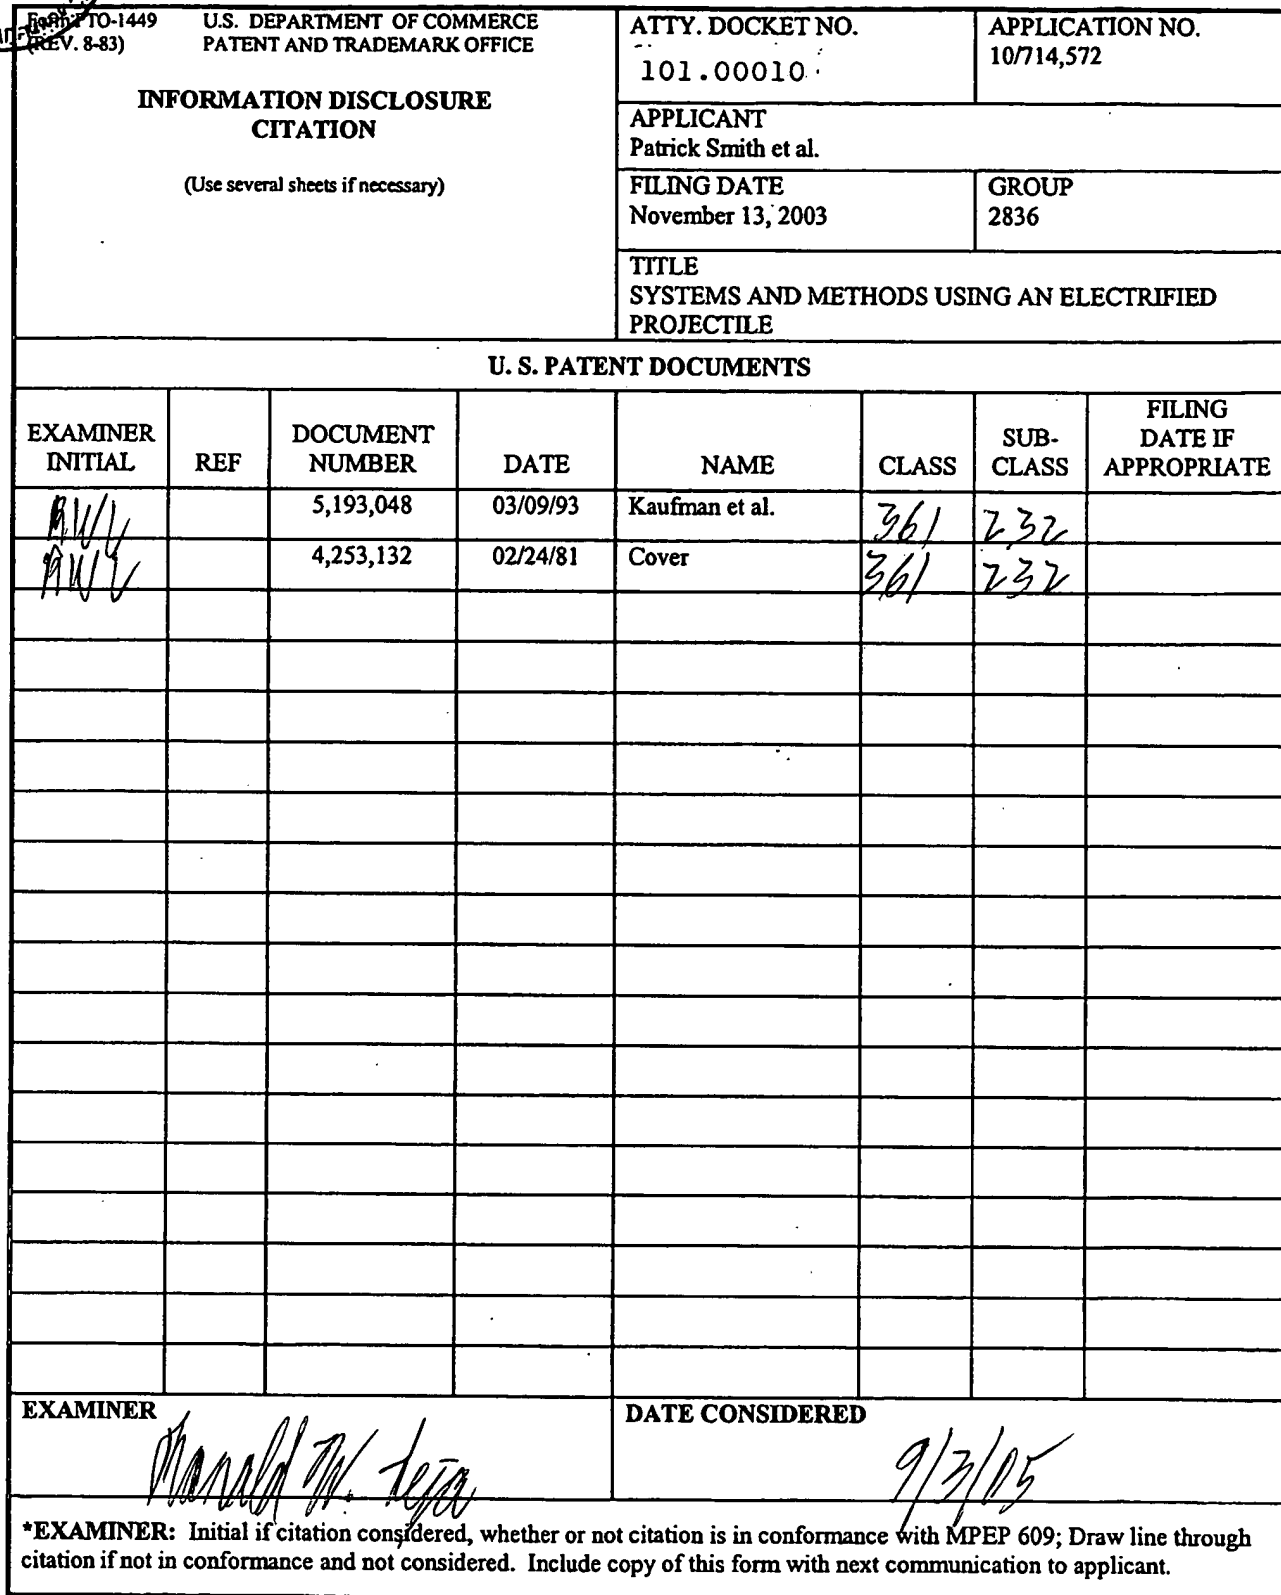 Form PTO-1449 U.S. DEPARTMENT OF COMMERCE
(REV. 8-83) PATENT AND TRADEMARK OFFICE
INFORMATION DISCLOSURE
CITATION
(Use several sheets if necessary)
ATTY. DOCKET NO.
101.00010
APPLICATION NO.
10/714,572
APPLICANT
Patrick Smith et al.
FILING DATE
November 13, 2003
GROUP
2836
TITLE
SYSTEMS AND METHODS USING AN ELECTRIFIED
PROJECTILE
U. S. PATENT DOCUMENTS
EXAMINER
INITIAL
REF
DOCUMENT
NUMBER
DATE
NAME
CLASS
SUB-
CLASS
FILING
DATE IF
APPROPRIATE
RWL 5,193,048 03/09/93 Kaufman et al. 361 232
RWL 4,253,132 02/24/81 Cover 361 232
EXAMINER
Ronald W. Leja
DATE CONSIDERED
9/3/05
*EXAMINER: Initial if citation considered, whether or not citation is in conformance with MPEP 609; Draw line through
citation if not in conformance and not considered. Include copy of this form with next communication to applicant.